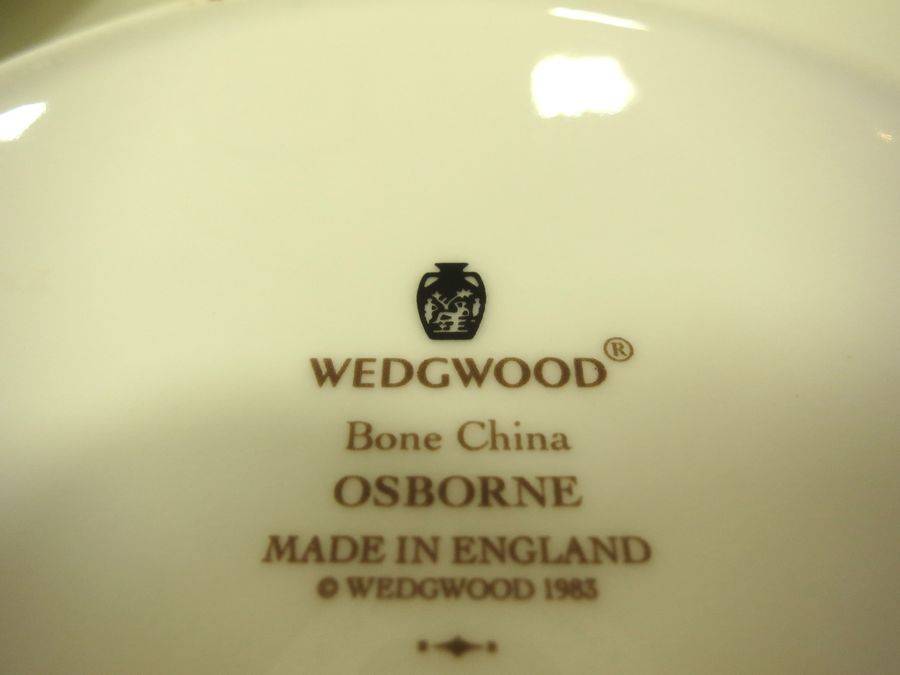 WEDGWOOD®
Bone China
OSBORNE
MADE IN ENGLAND
© WEDGWOOD 1983